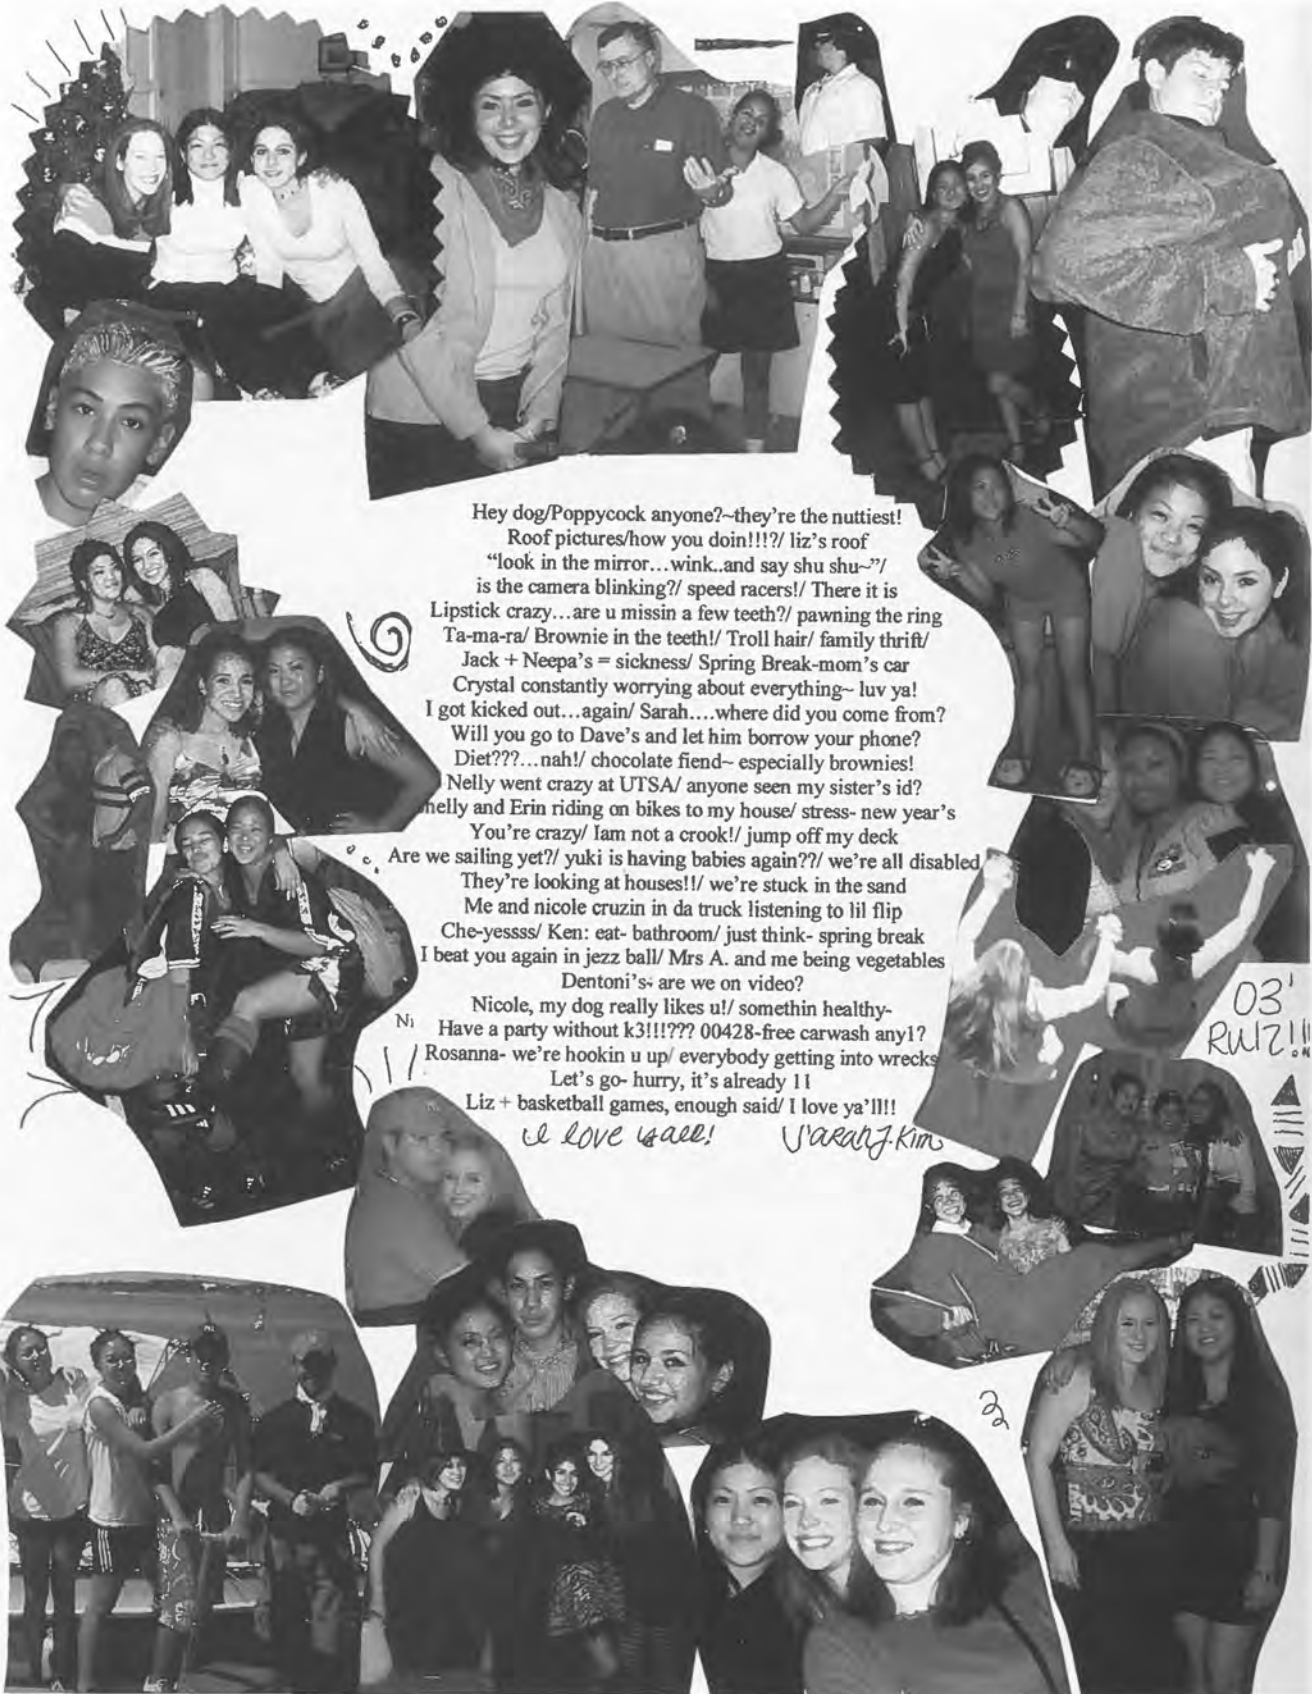 Hey dog/Poppycock anyone?~they're the nuttiest!
Roof pictures/how you doin!!!?/ liz's roof
"look in the mirror…wink..and say shu shu~"/
is the camera blinking?/ speed racers!/ There it is
Lipstick crazy…are u missin a few teeth?/ pawning the ring
Ta-ma-ra/ Brownie in the teeth!/ Troll hair/ family thrift/
Jack + Neepa's = sickness/ Spring Break-mom's car
Crystal constantly worrying about everything~ luv ya!
I got kicked out…again/ Sarah….where did you come from?
Will you go to Dave's and let him borrow your phone?
Diet???…nah!/ chocolate fiend~ especially brownies!
Nelly went crazy at UTSA/ anyone seen my sister's id?
helly and Erin riding on bikes to my house/ stress- new year's
You're crazy/ Iam not a crook!/ jump off my deck
Are we sailing yet?/ yuki is having babies again??/ we're all disabled
They're looking at houses!!/ we're stuck in the sand
Me and nicole cruzin in da truck listening to lil flip
Che-yessss/ Ken: eat- bathroom/ just think- spring break
I beat you again in jezz ball/ Mrs A. and me being vegetables
Dentoni's- are we on video?
Nicole, my dog really likes u!/ somethin healthy-
Ni
Have a party without k3!!!??? 00428-free carwash any1?
Rosanna- we're hookin u up/ everybody getting into wrecks
Let's go- hurry, it's already 11
Liz + basketball games, enough said/ I love ya'll!!
I love yall! Sarah J. Kim
03'
RUIZ!!!